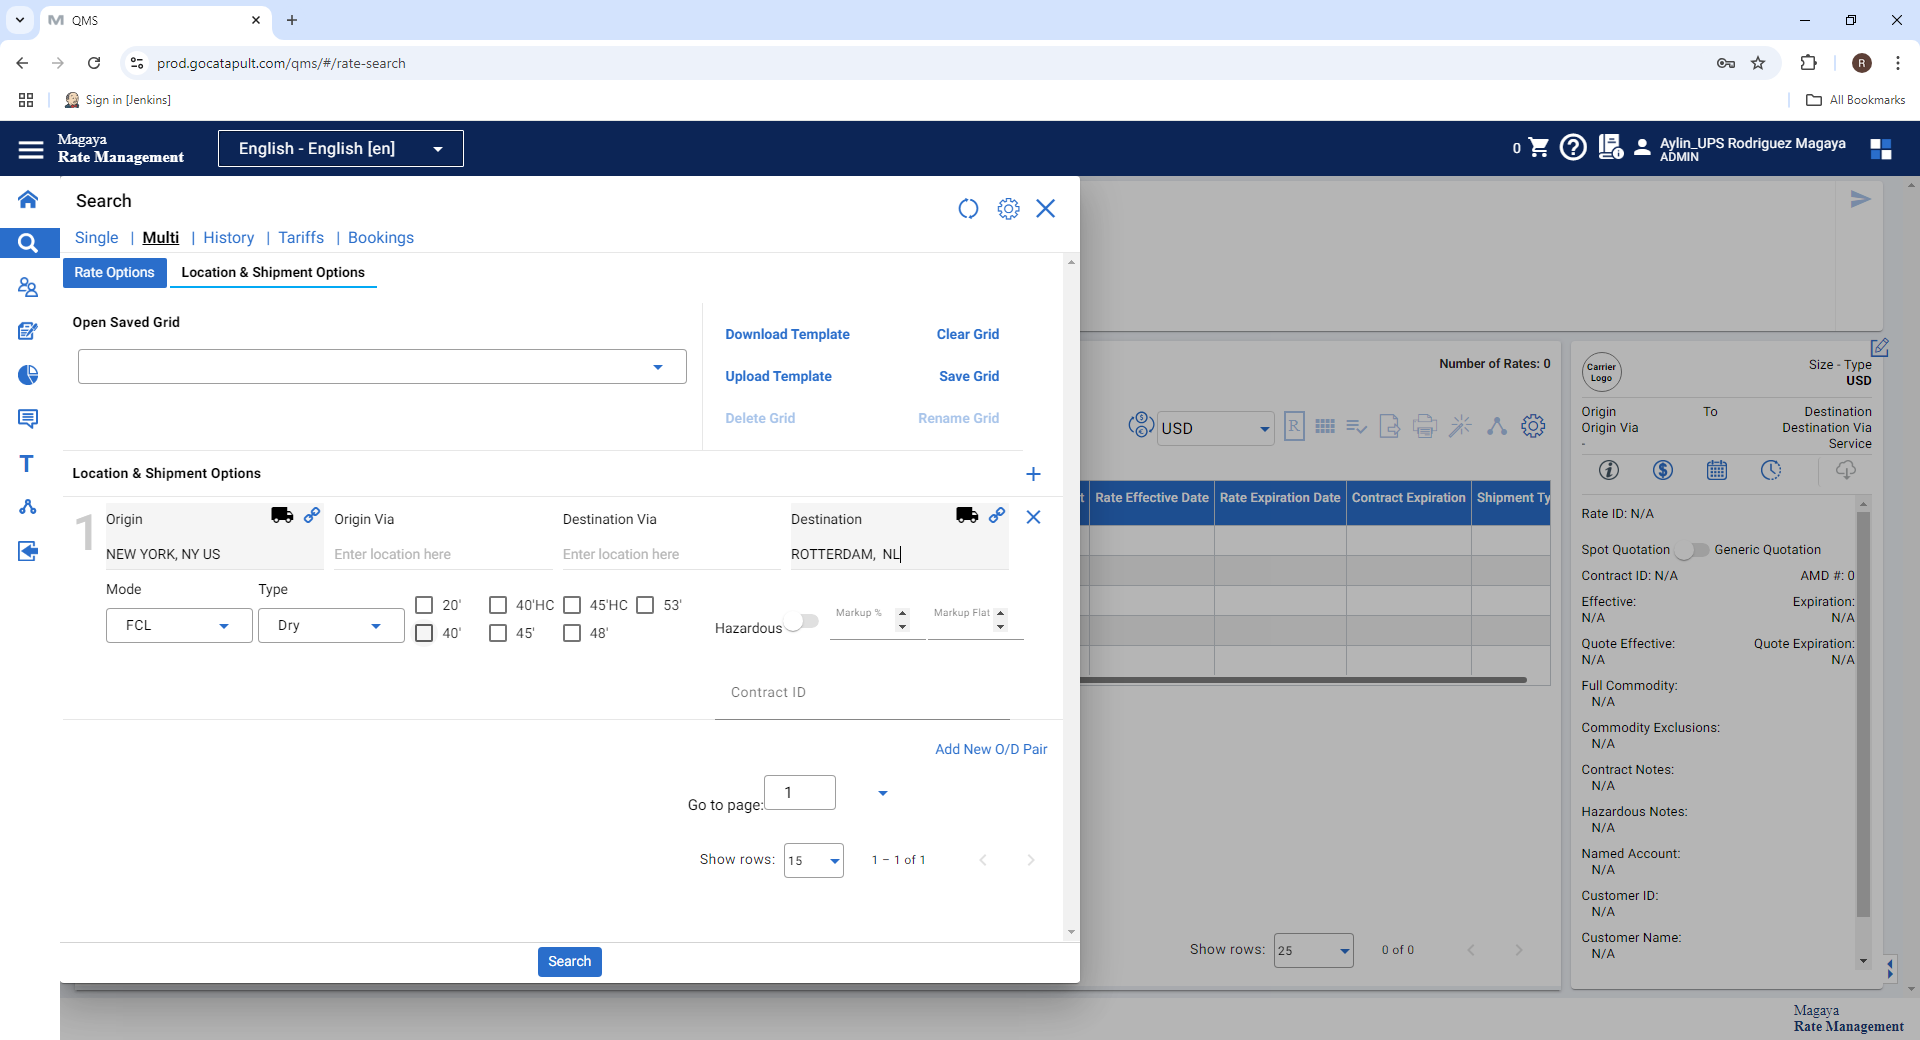 QMS
prod.gocatapult.com/qms/#/rate-search
R
Sign in [Jenkins]
All Bookmarks
Magaya
Rate Management
English - English [en]
0
Aylin_UPS Rodriguez Magaya
ADMIN
Search
Single | Multi | History | Tariffs | Bookings
Rate Options
Location & Shipment Options
Open Saved Grid
Download Template
Clear Grid
Upload Template
Save Grid
Delete Grid
Rename Grid
Location & Shipment Options
1
Origin
Origin Via
Destination Via
Destination
NEW YORK, NY US
Enter location here
Enter location here
ROTTERDAM,  NL
Mode
Type
FCL
Dry
20'
40'HC
45'HC
53'
40'
45'
48'
Hazardous
Markup %
Markup Flat
Contract ID
Add New O/D Pair
Go to page:
1
Show rows:
15
1 – 1 of 1
Search
Number of Rates: 0
USD
R
t
Rate Effective Date
Rate Expiration Date
Contract Expiration
Shipment Ty
Show rows:
25
0 of 0
Carrier
Logo
Size - Type
USD
Origin
To
Destination
Origin Via
Destination Via
-
Service
Rate ID: N/A
Spot Quotation
Generic Quotation
Contract ID: N/A
AMD #: 0
Effective:
Expiration:
N/A
N/A
Quote Effective:
Quote Expiration:
N/A
N/A
Full Commodity:
N/A
Commodity Exclusions:
N/A
Contract Notes:
N/A
Hazardous Notes:
N/A
Named Account:
N/A
Customer ID:
N/A
Customer Name:
N/A
Magaya
Rate Management